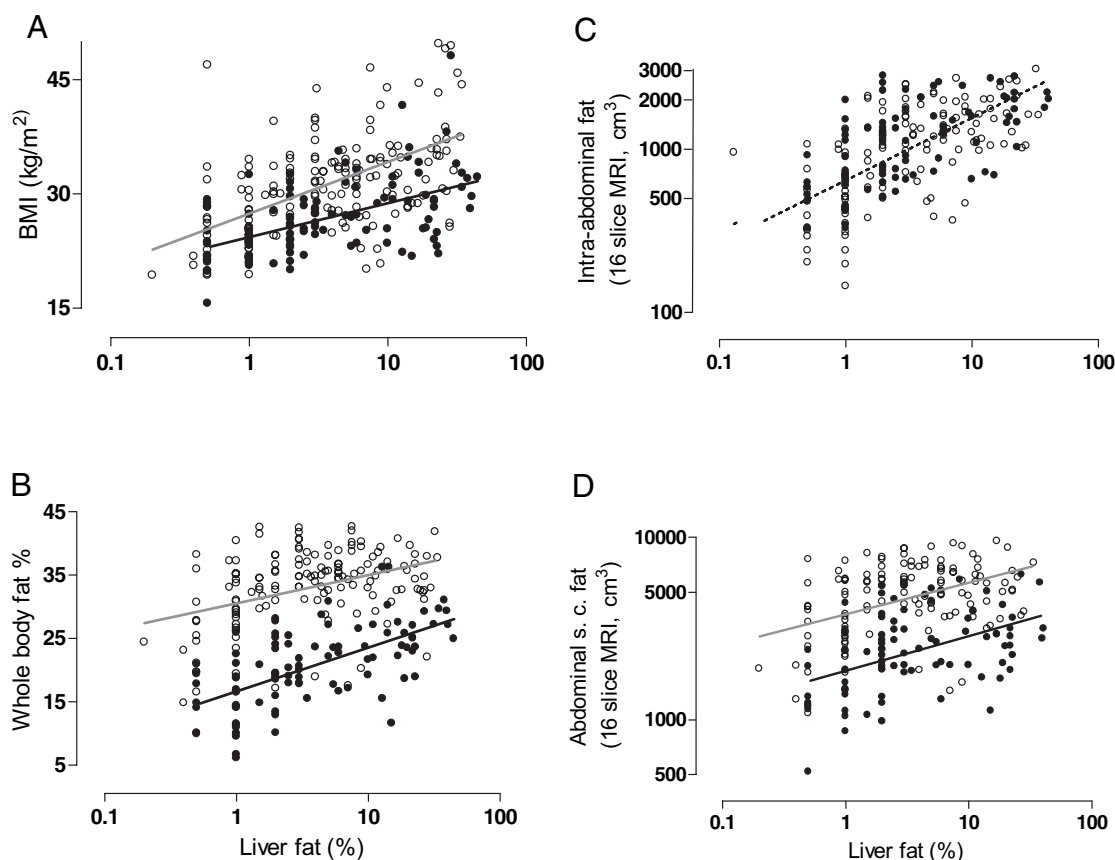 A
BMI (kg/m²)
45
30
15
0.1 1 10 100
C
Intra-abdominal fat
(16 slice MRI, cm³)
3000
2000
1000
500
100
0.1 1 10 100
B
Whole body fat %
45
35
25
15
5
0.1 1 10 100
Liver fat (%)
D
Abdominal s. c. fat
(16 slice MRI, cm³)
10000
5000
1000
500
0.1 1 10 100
Liver fat (%)